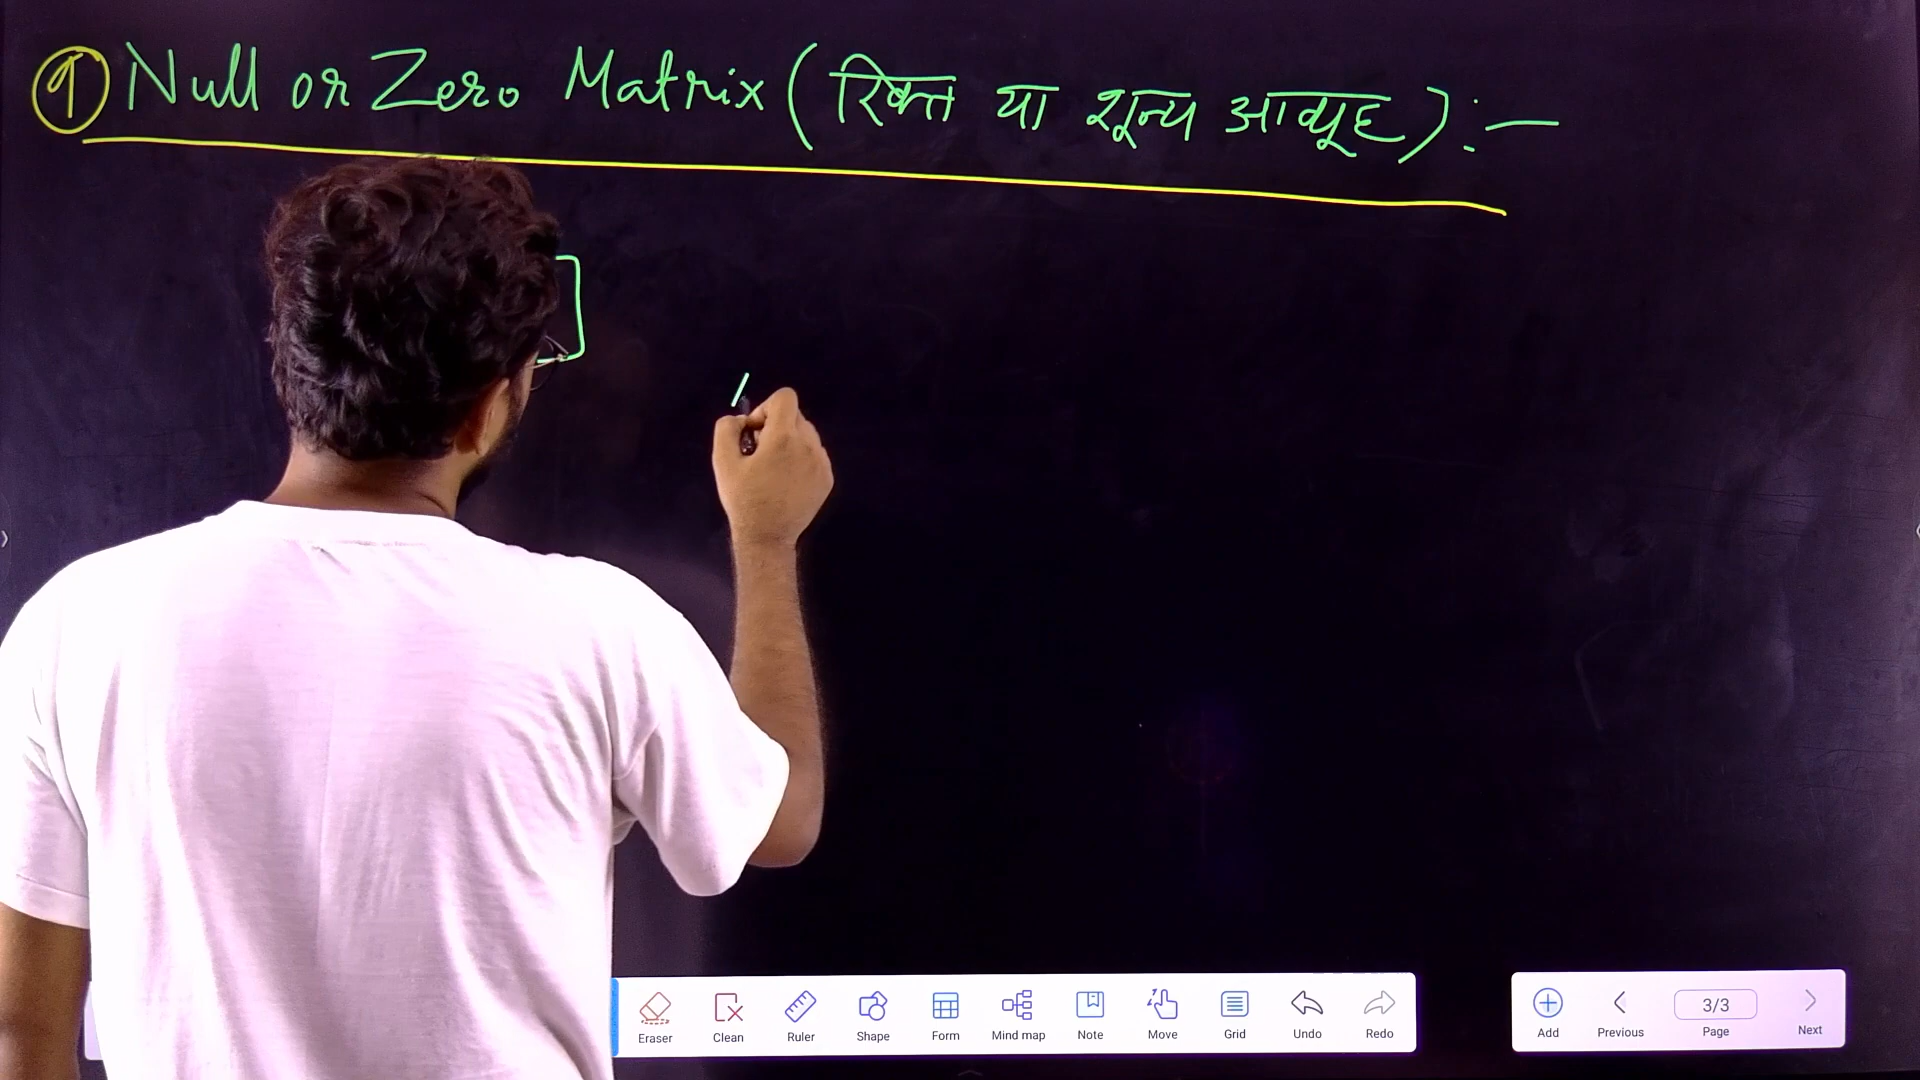 ९ Null or Zero Matrix (रिक्त या शून्य आव्यूह) :-
Eraser Clean Ruler Shape Form Mind map Note Move Grid Undo Redo
Add Previous 3/3 Page Next